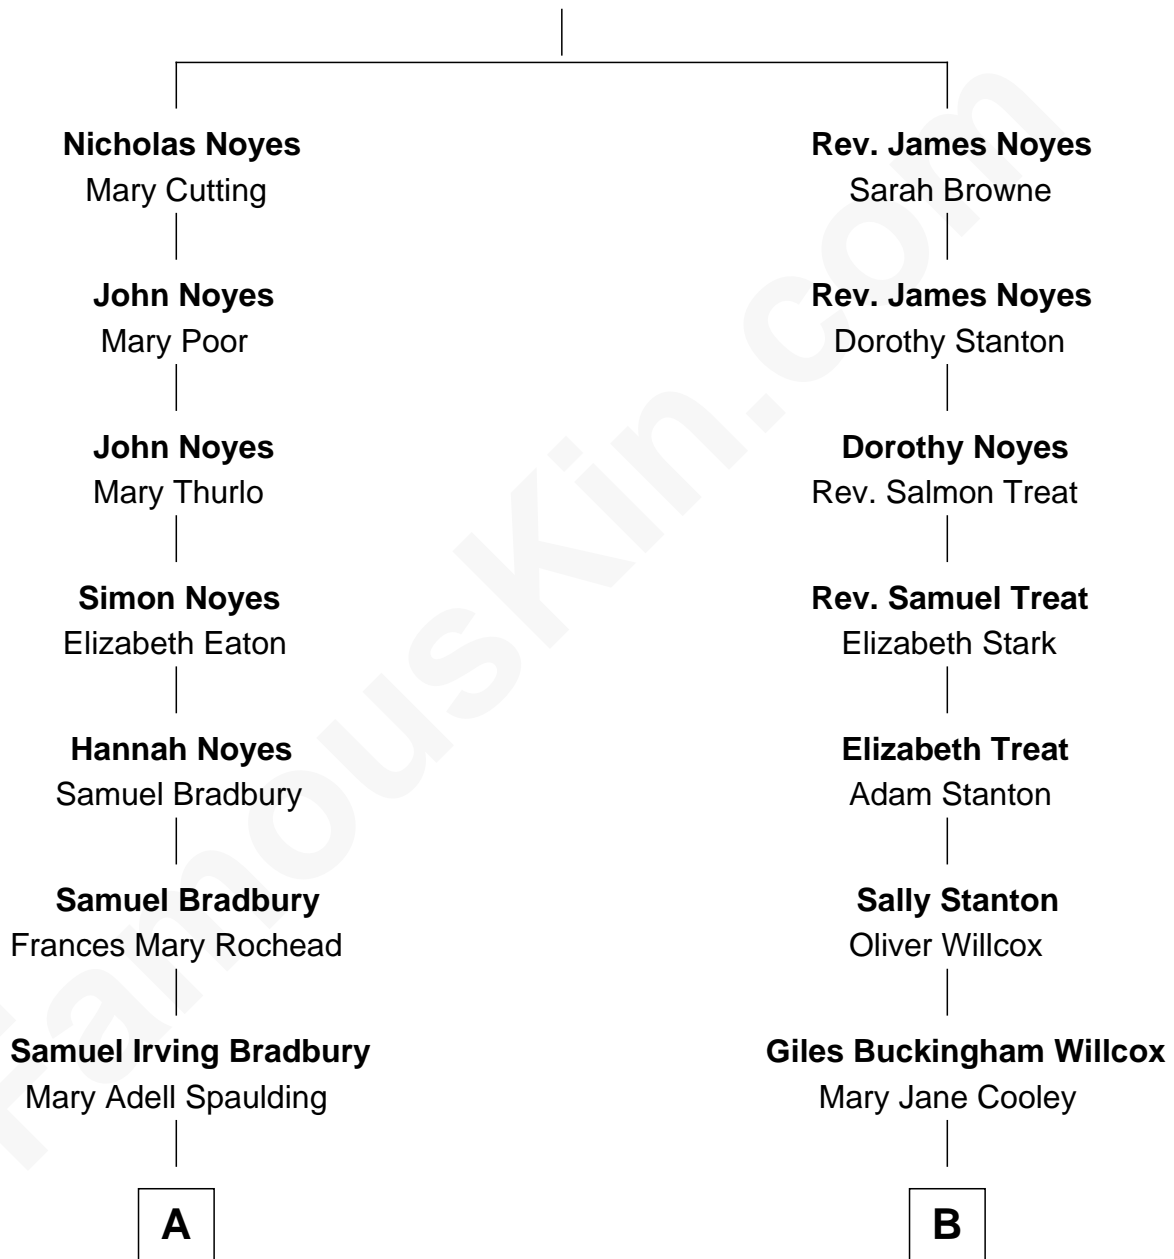 Nicholas Noyes
Mary Cutting
John Noyes
Mary Poor
John Noyes
Mary Thurlo
Simon Noyes
Elizabeth Eaton
Hannah Noyes
Samuel Bradbury
Samuel Bradbury
Frances Mary Rochead
Samuel Irving Bradbury
Mary Adell Spaulding
A
Rev. James Noyes
Sarah Browne
Rev. James Noyes
Dorothy Stanton
Dorothy Noyes
Rev. Salmon Treat
Rev. Samuel Treat
Elizabeth Stark
Elizabeth Treat
Adam Stanton
Sally Stanton
Oliver Willcox
Giles Buckingham Willcox
Mary Jane Cooley
B
FamousKin.com